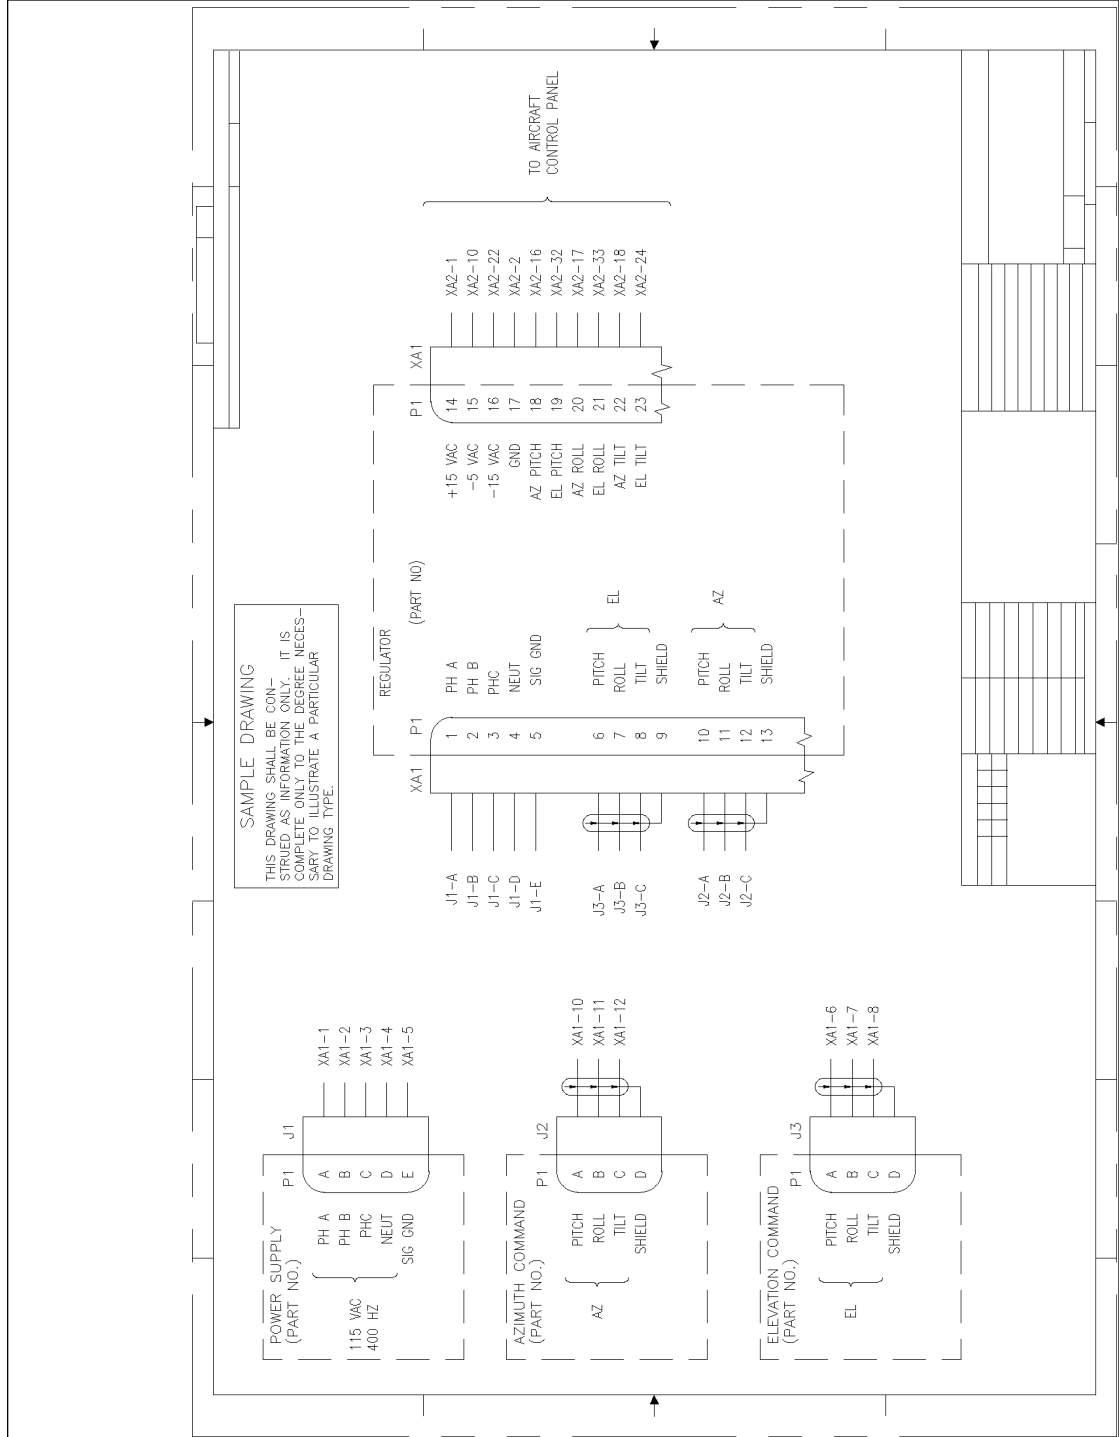 SAMPLE DRAWING
THIS DRAWING SHALL BE CON-
STRUED AS INFORMATION ONLY. IT IS
COMPLETE ONLY TO THE DEGREE NECES-
SARY TO ILLUSTRATE A PARTICULAR
DRAWING TYPE.
POWER SUPPLY
(PART NO.)
P1 J1
PH A A XA1-1
PH B B XA1-2
PHC C XA1-3
NEUT D XA1-4
SIG GND E XA1-5
115 VAC
400 HZ
AZIMUTH COMMAND
(PART NO.)
P1 J2
PITCH A XA1-10
ROLL B XA1-11
TILT C XA1-12
SHIELD D
AZ
ELEVATION COMMAND
(PART NO.)
P1 J3
PITCH A XA1-6
ROLL B XA1-7
TILT C XA1-8
SHIELD D
EL
REGULATOR
(PART NO)
XA1 P1
J1-A 1 PH A
J1-B 2 PH B
J1-C 3 PHC
J1-D 4 NEUT
J1-E 5 SIG GND
J3-A 6 PITCH
J3-B 7 ROLL
J3-C 8 TILT
9 SHIELD
EL
J2-A 10 PITCH
J2-B 11 ROLL
J2-C 12 TILT
13 SHIELD
AZ
P1 XA1
+15 VAC 14 XA2-1
-5 VAC 15 XA2-10
-15 VAC 16 XA2-22
GND 17 XA2-2
AZ PITCH 18 XA2-16
EL PITCH 19 XA2-32
AZ ROLL 20 XA2-17
EL ROLL 21 XA2-33
AZ TILT 22 XA2-18
EL TILT 23 XA2-24
TO AIRCRAFT
CONTROL PANEL